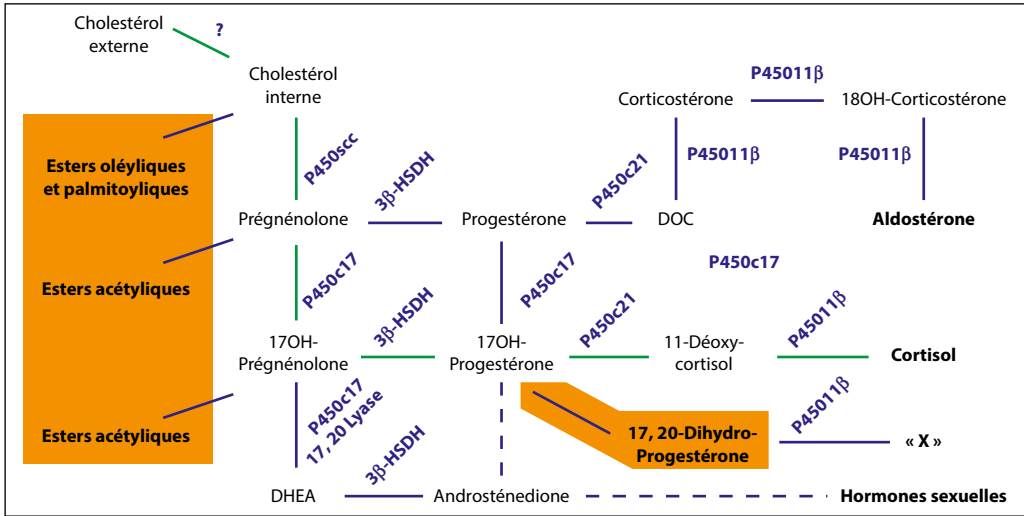 Cholestérol
externe
?
Cholestérol
interne
P45011β
Corticostérone
18OH-Corticostérone
Esters oléyliques
et palmitoyliques
P450scc
3β-HSDH
P450c21
P45011β
P45011β
Prégnénolone
Progestérone
DOC
Aldostérone
Esters acétyliques
P450c17
P450c17
P450c17
3β-HSDH
P450c21
P45011β
17OH-
Prégnénolone
17OH-
Progestérone
11-Déoxy-
cortisol
Cortisol
Esters acétyliques
P450c17
17, 20 Lyase
3β-HSDH
17, 20-Dihydro-
Progestérone
P45011β
« X »
DHEA
Androsténedione
Hormones sexuelles